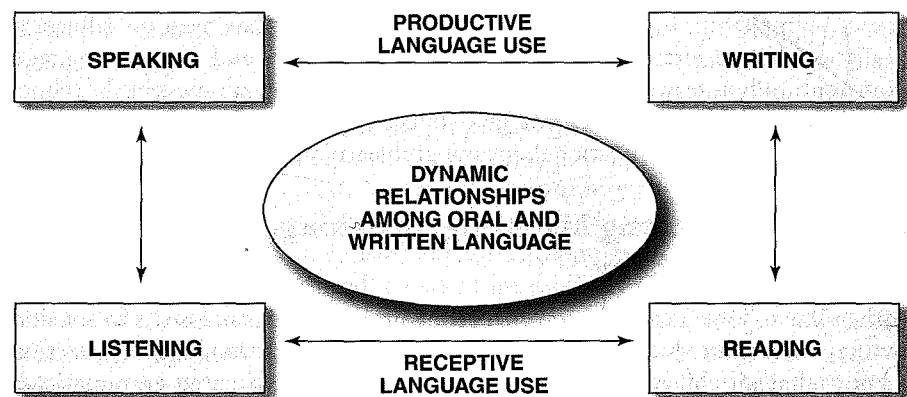 PRODUCTIVE
LANGUAGE USE
SPEAKING
WRITING
DYNAMIC
RELATIONSHIPS
AMONG ORAL AND
WRITTEN LANGUAGE
LISTENING
READING
RECEPTIVE
LANGUAGE USE